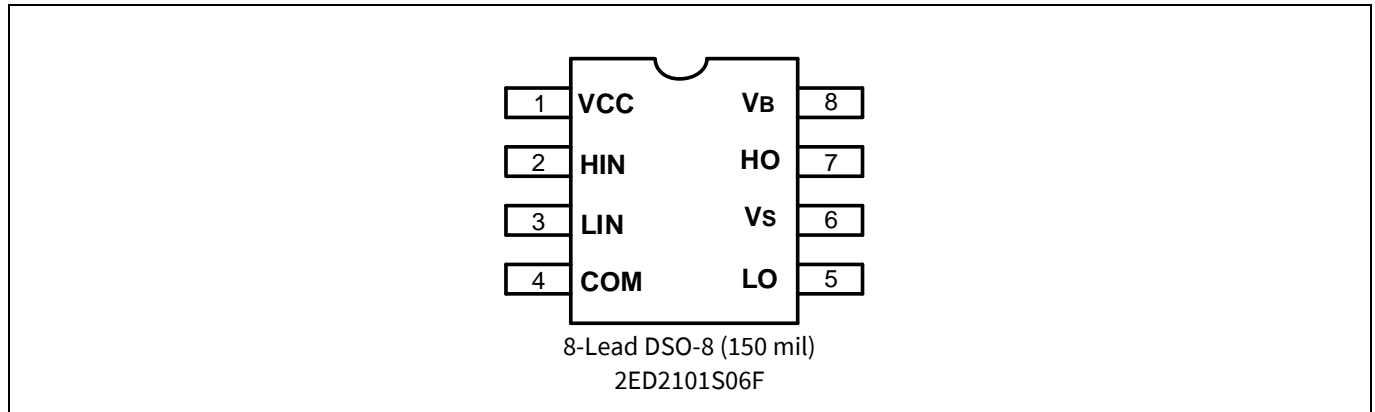 1 VCC VB 8
2 HIN HO 7
3 LIN VS 6
4 COM LO 5
8-Lead DSO-8 (150 mil)
2ED2101S06F